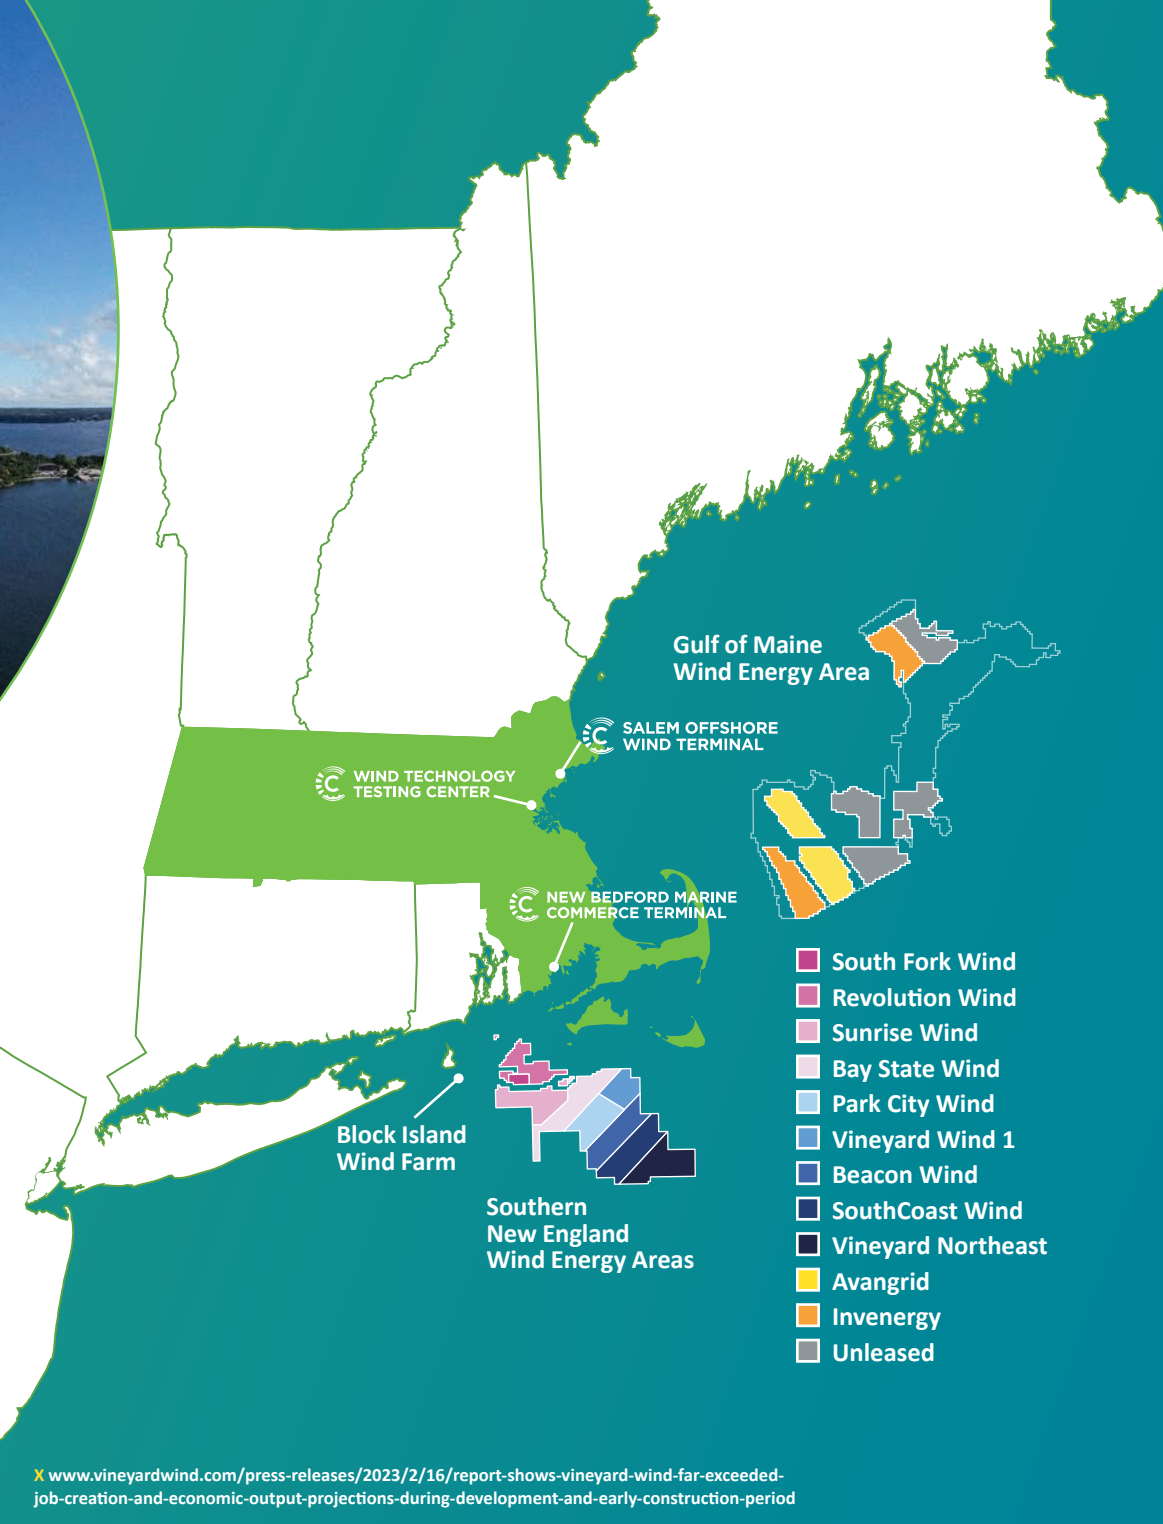 Gulf of Maine
Wind Energy Area
SALEM OFFSHORE
WIND TERMINAL
WIND TECHNOLOGY
TESTING CENTER
NEW BEDFORD MARINE
COMMERCE TERMINAL
Block Island
Wind Farm
Southern
New England
Wind Energy Areas
South Fork Wind
Revolution Wind
Sunrise Wind
Bay State Wind
Park City Wind
Vineyard Wind 1
Beacon Wind
SouthCoast Wind
Vineyard Northeast
Avangrid
Invenergy
Unleased
X www.vineyardwind.com/press-releases/2023/2/16/report-shows-vineyard-wind-far-exceeded-
job-creation-and-economic-output-projections-during-development-and-early-construction-period